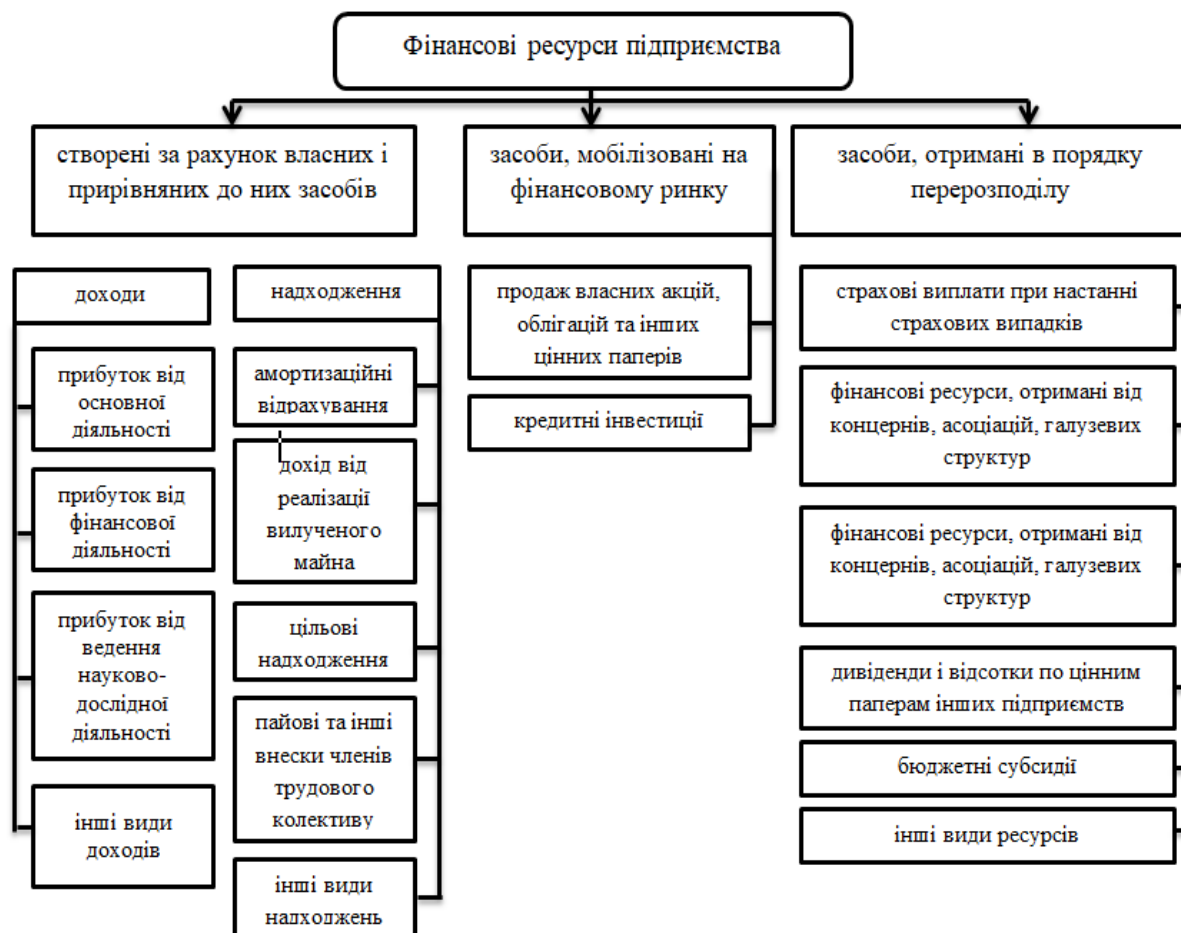 Фінансові ресурси підприємства
створені за рахунок власних і
прирівняних до них засобів
засоби, мобілізовані на
фінансовому ринку
засоби, отримані в порядку
перерозподілу
доходи
прибуток від
основної
діяльності
прибуток від
фінансової
діяльності
прибуток від
ведення
науково-
дослідної
діяльності
інші види
доходів
надходження
амортизаційні
відрахування
дохід від
реалізації
вилученого
майна
цільові
надходження
пайові та інші
внески членів
трудового
колективу
інші види
надходжень
продаж власних акцій,
облігацій та інших
цінних паперів
кредитні інвестиції
страхові виплати при настанні
страхових випадків
фінансові ресурси, отримані від
концернів, асоціацій, галузевих
структур
фінансові ресурси, отримані від
концернів, асоціацій, галузевих
структур
дивіденди і відсотки по цінним
паперам інших підприємств
бюджетні субсидії
інші види ресурсів